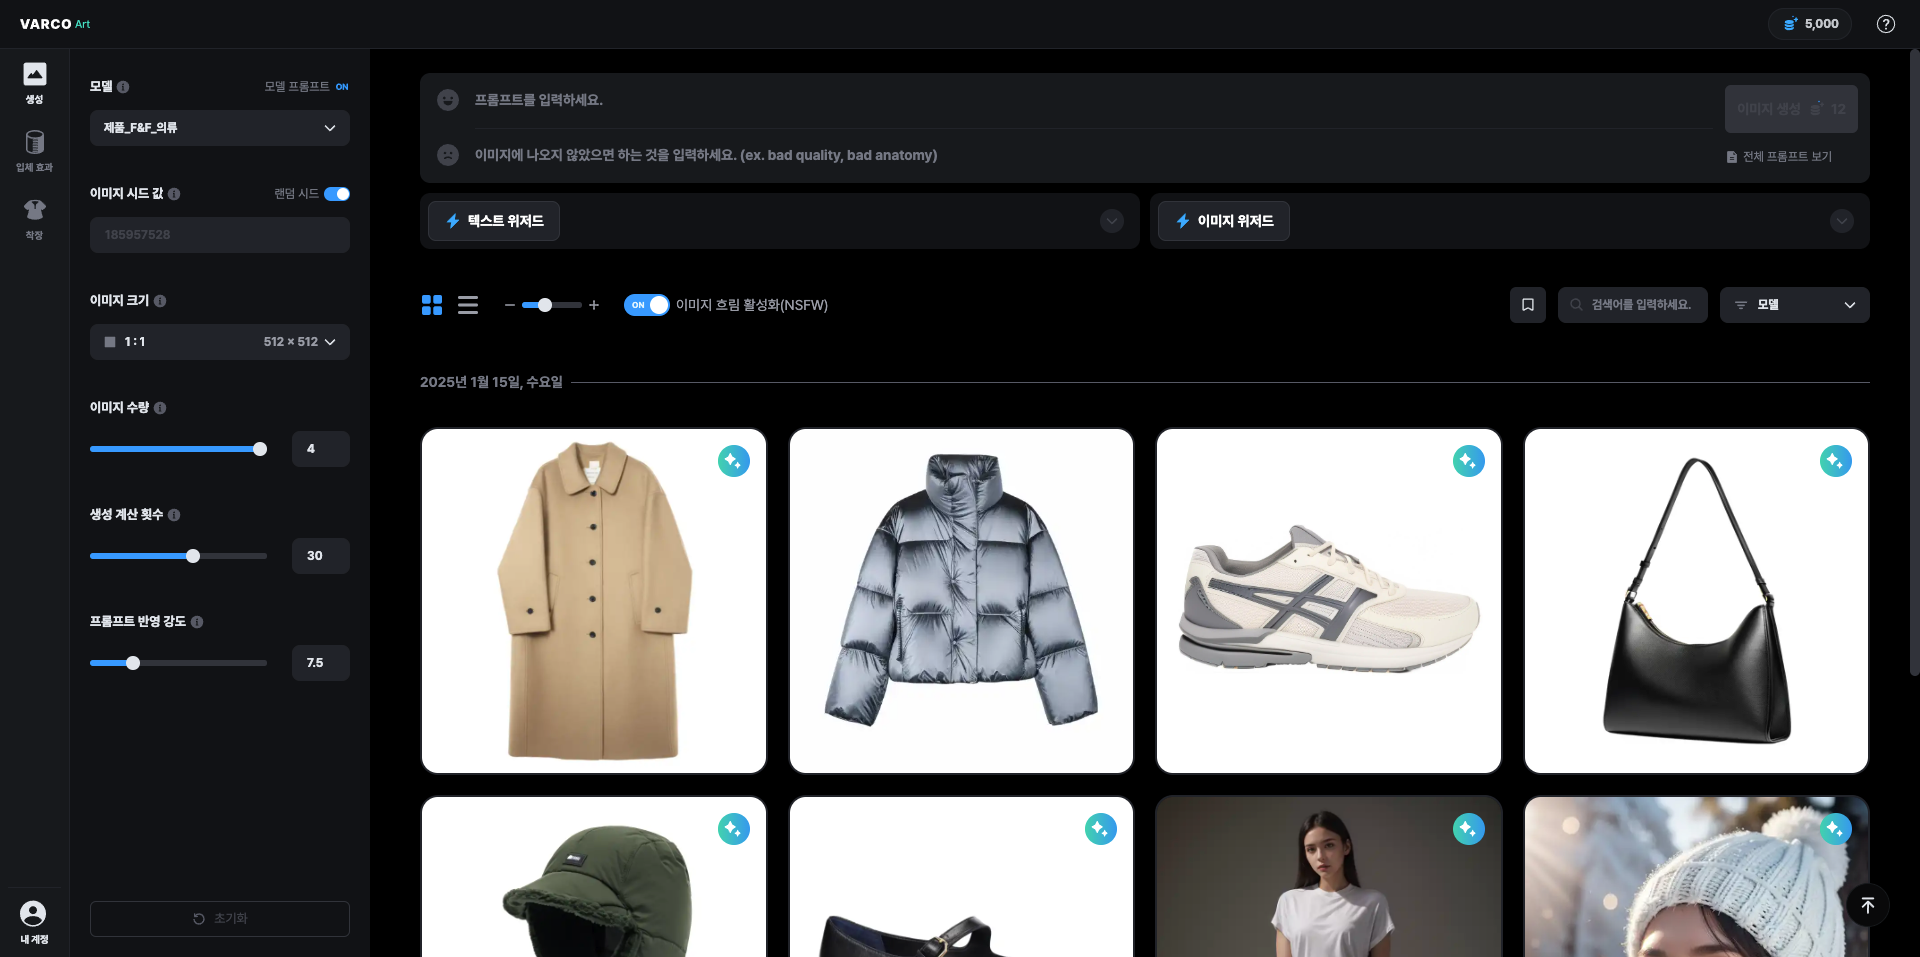 VARCO Art
5,000
생성
입체 효과
착장
내 계정
모델
모델 프롬프트 ON
제품_F&F_의류
이미지 시드 값
랜덤 시드
185957528
이미지 크기
1 : 1
512 × 512
이미지 수량
4
생성 계산 횟수
30
프롬프트 반영 강도
7.5
초기화
프롬프트를 입력하세요.
이미지 생성 12
이미지에 나오지 않았으면 하는 것을 입력하세요. (ex. bad quality, bad anatomy)
전체 프롬프트 보기
텍스트 위저드
이미지 위저드
ON 이미지 흐림 활성화(NSFW)
검색어를 입력하세요.
모델
2025년 1월 15일, 수요일